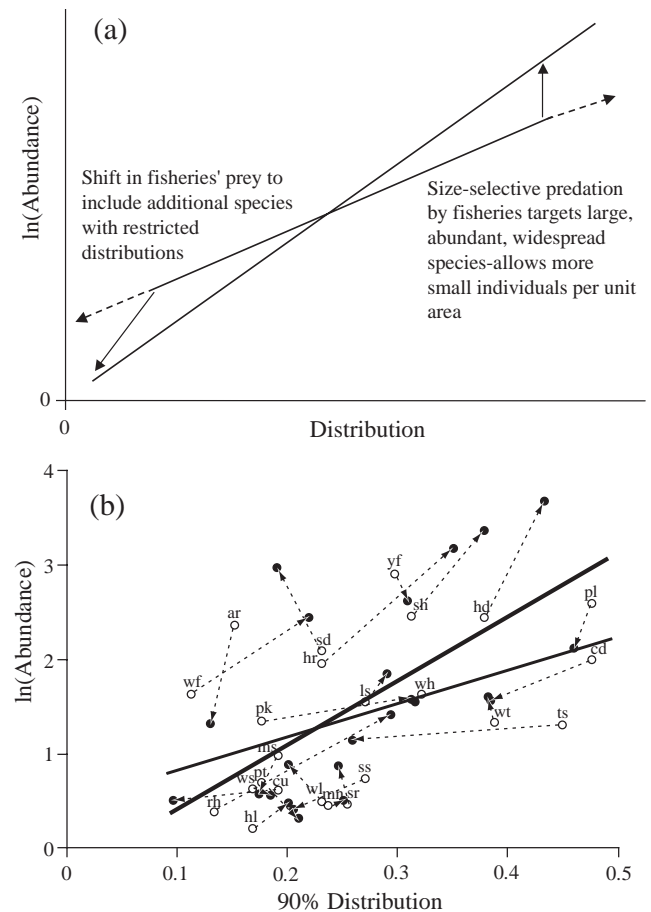 (a)
ln(Abundance)
Shift in fisheries' prey to
include additional species
with restricted
distributions
Size-selective predation
by fisheries targets large,
abundant, widespread
species-allows more
small individuals per unit
area
0
0
Distribution
(b)
ln(Abundance)
4
3
2
1
0
yf
sh
hd
pl
ar
sd
hr
cd
wf
ls
wh
pk
wt
ts
ms
ws
pt
cu
ss
rh
wl
mn
sr
hl
0
0.1
0.2
0.3
0.4
0.5
90% Distribution